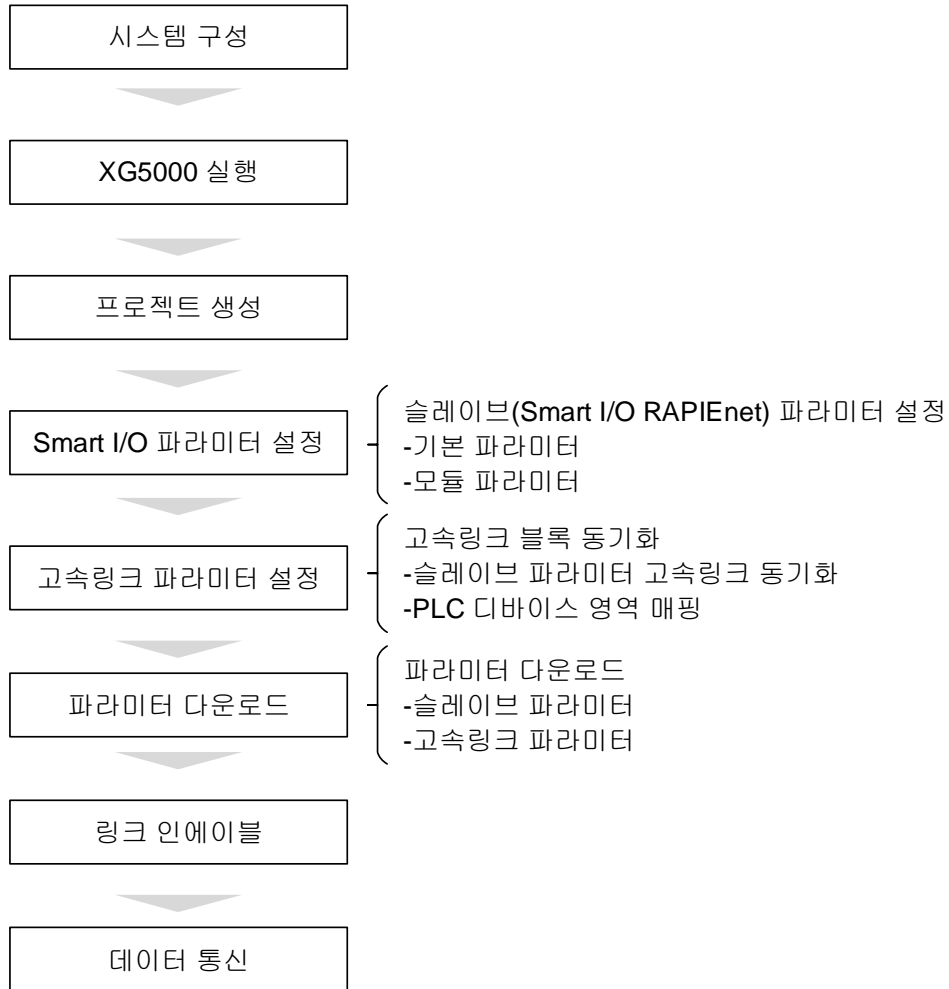 시스템 구성
XG5000 실행
프로젝트 생성
Smart I/O 파라미터 설정
슬레이브(Smart I/O RAPIEnet) 파라미터 설정
-기본 파라미터
-모듈 파라미터
고속링크 파라미터 설정
고속링크 블록 동기화
-슬레이브 파라미터 고속링크 동기화
-PLC 디바이스 영역 매핑
파라미터 다운로드
파라미터 다운로드
-슬레이브 파라미터
-고속링크 파라미터
링크 인에이블
데이터 통신